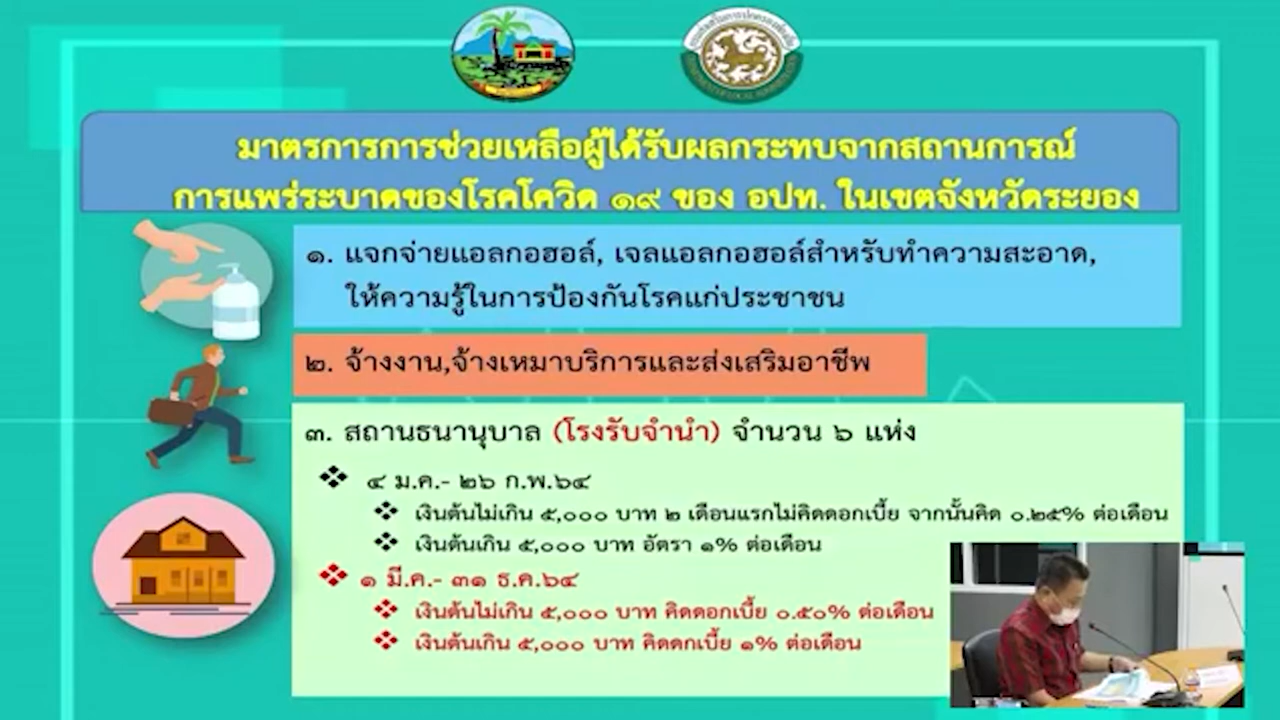 มาตรการการช่วยเหลือผู้ได้รับผลกระทบจากสถานการณ์
การแพร่ระบาดของโรคโควิด ๑๙ ของ อปท. ในเขตจังหวัดระยอง
๑. แจกจ่ายแอลกอฮอล์, เจลแอลกอฮอล์สำหรับทำความสะอาด,
ให้ความรู้ในการป้องกันโรคแก่ประชาชน
๒. จ้างงาน,จ้างเหมาบริการและส่งเสริมอาชีพ
๓. สถานธนานุบาล (โรงรับจำนำ) จำนวน ๖ แห่ง
❖ ๔ ม.ค.- ๒๖ ก.พ.๖๔
❖ เงินต้นไม่เกิน ๕,๐๐๐ บาท ๒ เดือนแรกไม่คิดดอกเบี้ย จากนั้นคิด ๐.๒๕% ต่อเดือน
❖ เงินต้นเกิน ๕,๐๐๐ บาท อัตรา ๑% ต่อเดือน
❖ ๑ มี.ค.- ๓๑ ธ.ค.๖๔
❖ เงินต้นไม่เกิน ๕,๐๐๐ บาท คิดดอกเบี้ย ๐.๕๐% ต่อเดือน
❖ เงินต้นเกิน ๕,๐๐๐ บาท คิดดกเบี้ย ๑% ต่อเดือน